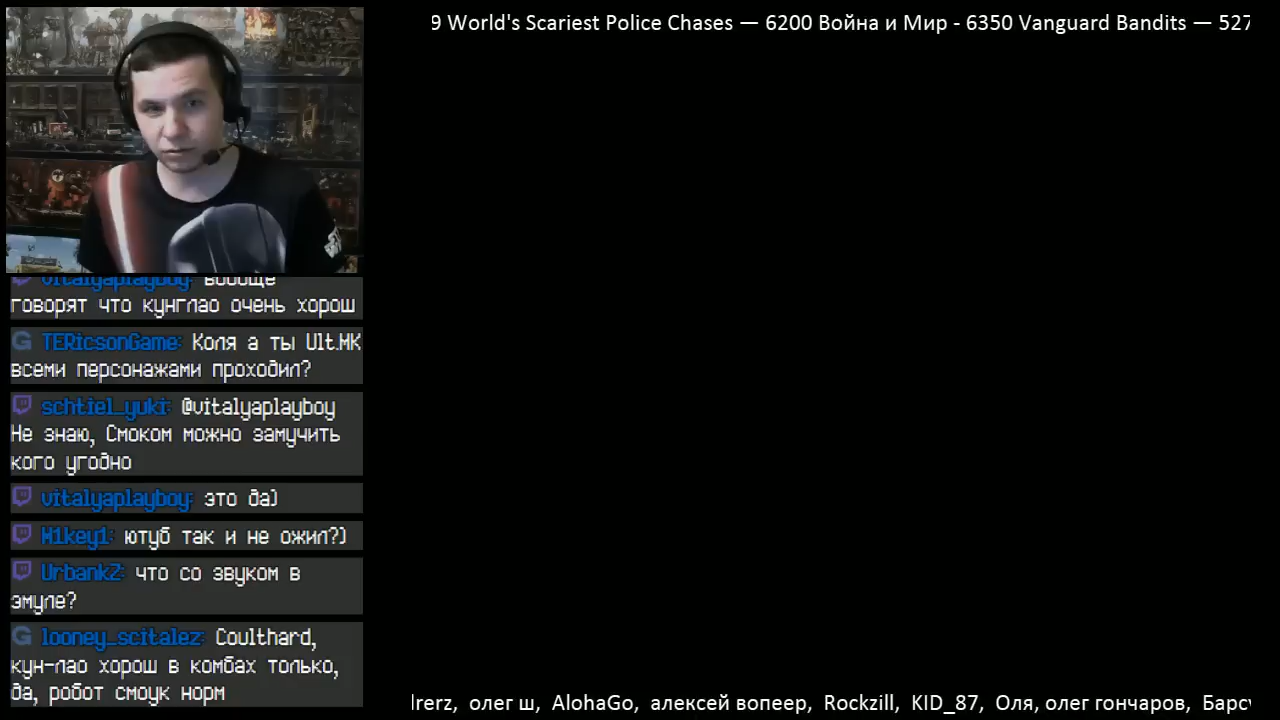 9 World's Scariest Police Chases — 6200 Война и Мир - 6350 Vanguard Bandits — 527
vitalyaplayboy: вообще
говорят что кунглао очень хорош
TERicsonGame: Коля а ты Ult.MK
всеми персонажами проходил?
schtiel_yuki: @vitalyaplayboy
Не знаю, Смоком можно замучить
кого угодно
vitalyaplayboy: это да)
M1key1: ютуб так и не ожил?)
UrbankZ: что со звуком в
эмуле?
looney_scitalez: Coulthard,
кун-лао хорош в комбах только,
да, робот смоук норм
lrerz, олег ш, AlohaGo, алексей вопеер, Rockzill, KID_87, Оля, олег гончаров, Барсу